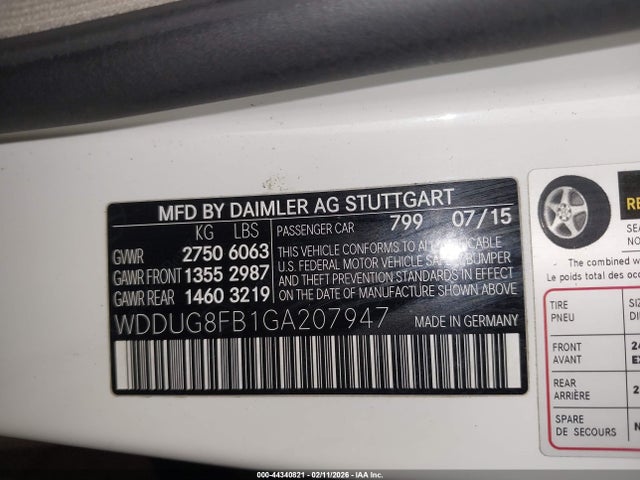 MFD BY DAIMLER AG STUTTGART
KG LBS PASSENGER CAR 799 07/15
GVWR 2750 6063
GAWR FRONT 1355 2987
GAWR REAR 1460 3219
THIS VEHICLE CONFORMS TO ALL APPLICABLE
U.S. FEDERAL MOTOR VEHICLE SAFETY, BUMPER
AND THEFT PREVENTION STANDARDS IN EFFECT
ON THE DATE OF MANUFACTURE SHOWN ABOVE
WDDUG8FB1GA207947 MADE IN GERMANY
The combined w
Le poids total des oc
TIRE
PNEU
FRONT
AVANT
REAR
ARRIÈRE
SPARE
DE SECOURS
000-44340821 - 02/11/2026 - IAA Inc.